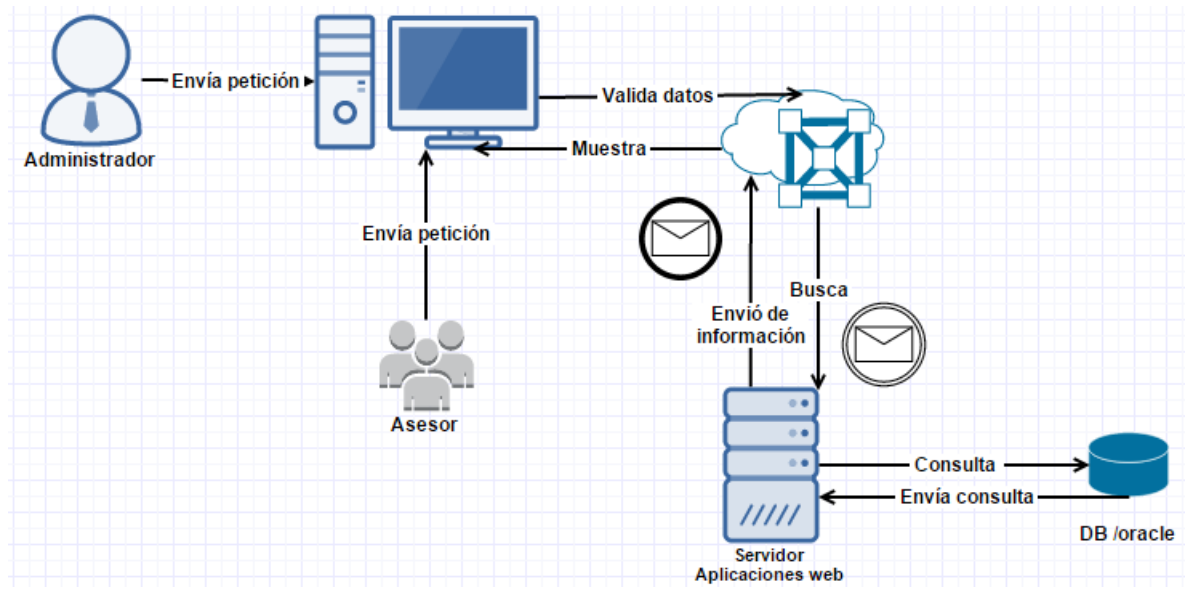 Envía petición
Administrador
Valida datos
Muestra
Envía petición
Busca
Envió de
información
Asesor
Consulta
Envía consulta
DB /oracle
Servidor
Aplicaciones web